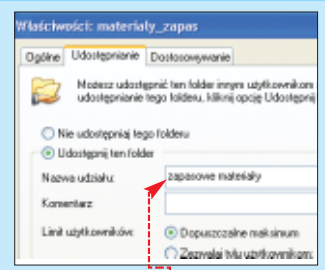 Właściwości: materiały_zapas
Ogólne Udostępnianie Dostosowywanie
Możesz udostępnić ten folder innym użytkownikom
udostępnianie tego folderu, kliknij opcję Udostępnij
Nie udostępniaj tego folderu
Udostępnij ten folder
Nazwa udziału: zapasowe materiały
Komentarz:
Limit użytkowników: Dopuszczalne maksimum
Zezwalaj tylu użytkownikom: